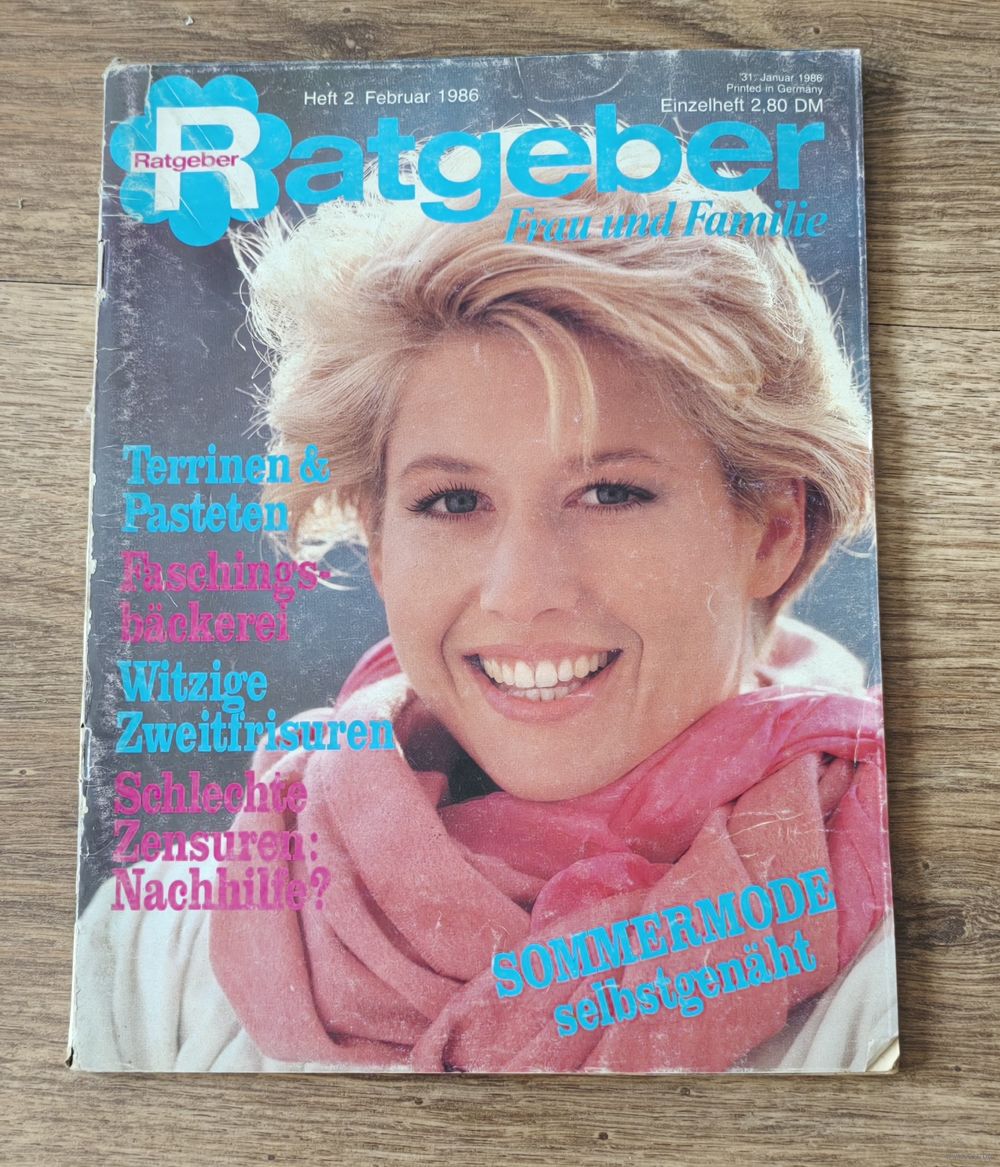 Heft 2 Februar 1986
31. Januar 1986
Printed in Germany
Einzelheft 2,80 DM
R
Ratgeber
Ratgeber
Frau und Familie
Terrinen &
Pasteten
Faschings-
bäckerei
Witzige
Zweitfrisuren
Schlechte
Zensuren:
Nachhilfe?
SOMMERMODE
selbstgenäht